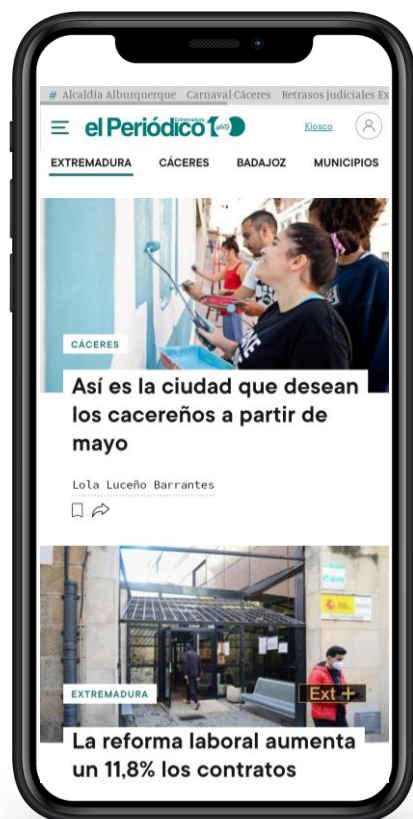 # Alcaldía Alburquerque Carnaval Cáceres Retrasos judiciales Ex
el Periódico Extremadura
Kiosco
EXTREMADURA CÁCERES BADAJOZ MUNICIPIOS
CÁCERES
Así es la ciudad que desean
los cacereños a partir de
mayo
Lola Luceño Barrantes
EXTREMADURA
Ext +
La reforma laboral aumenta
un 11,8% los contratos